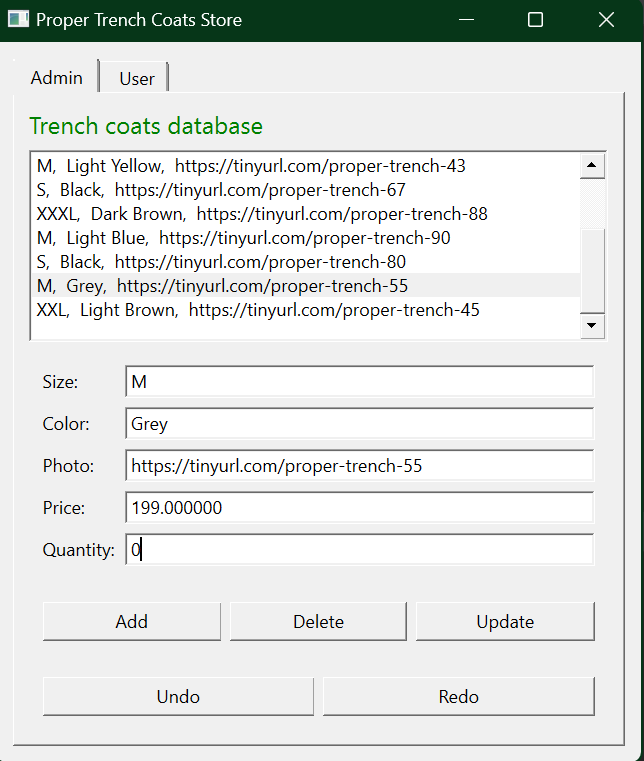 Proper Trench Coats Store
Admin User
Trench coats database
M, Light Yellow, https://tinyurl.com/proper-trench-43
S, Black, https://tinyurl.com/proper-trench-67
XXXL, Dark Brown, https://tinyurl.com/proper-trench-88
M, Light Blue, https://tinyurl.com/proper-trench-90
S, Black, https://tinyurl.com/proper-trench-80
M, Grey, https://tinyurl.com/proper-trench-55
XXL, Light Brown, https://tinyurl.com/proper-trench-45
Size: M
Color: Grey
Photo: https://tinyurl.com/proper-trench-55
Price: 199.000000
Quantity: 0
Add Delete Update
Undo Redo